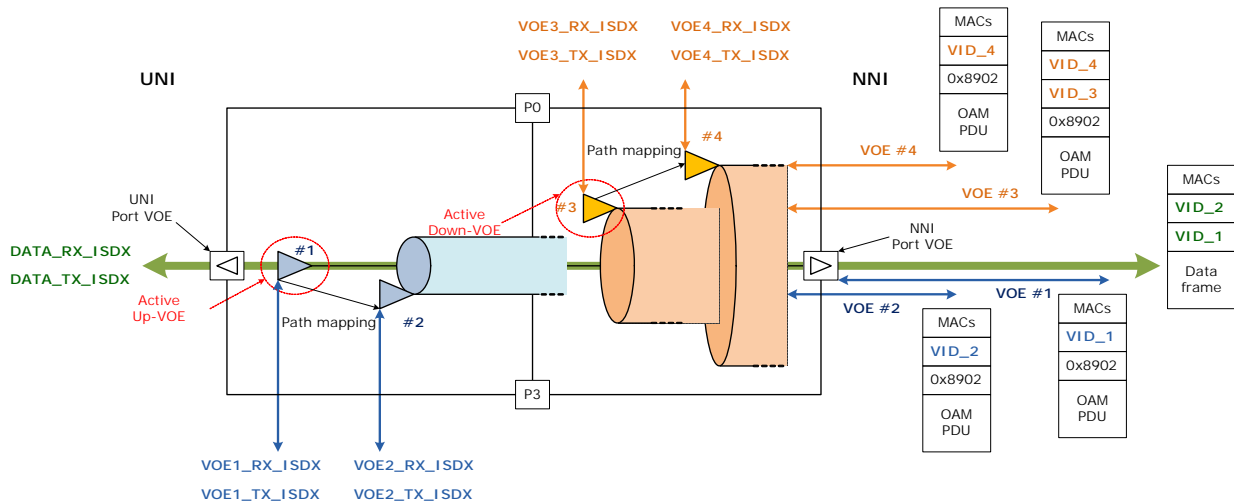 UNI
NNI
VOE3_RX_ISDX
VOE3_TX_ISDX
VOE4_RX_ISDX
VOE4_TX_ISDX
P0
#4
Path mapping
#3
Active
Down-VOE
UNI
Port VOE
#1
DATA_RX_ISDX
DATA_TX_ISDX
Active
Up-VOE
Path mapping
#2
P3
VOE1_RX_ISDX
VOE1_TX_ISDX
VOE2_RX_ISDX
VOE2_TX_ISDX
VOE #4
VOE #3
NNI
Port VOE
VOE #2
VOE #1
MACs
VID_4
0x8902
OAM
PDU
MACs
VID_4
VID_3
0x8902
OAM
PDU
MACs
VID_2
VID_1
Data
frame
MACs
VID_2
0x8902
OAM
PDU
MACs
VID_1
0x8902
OAM
PDU